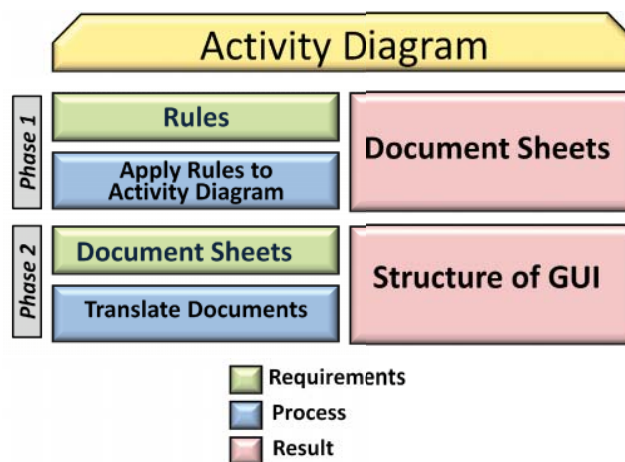 Activity Diagram
Phase 1
Rules
Apply Rules to
Activity Diagram
Document Sheets
Phase 2
Document Sheets
Translate Documents
Structure of GUI
Requirements
Process
Result